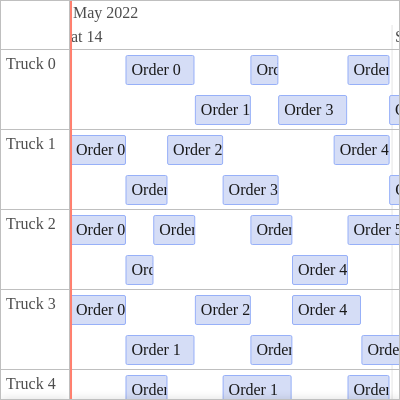 May 2022
at 14
S
Truck 0
Order 0
Ord
Order
Order 1
Order 3
Truck 1
Order 0
Order 2
Order 4
Order
Order 3
Truck 2
Order 0
Order
Order
Order 5
Ord
Order 4
Truck 3
Order 0
Order 2
Order 4
Order 1
Order
Orde
Truck 4
Order
Order 1
Order